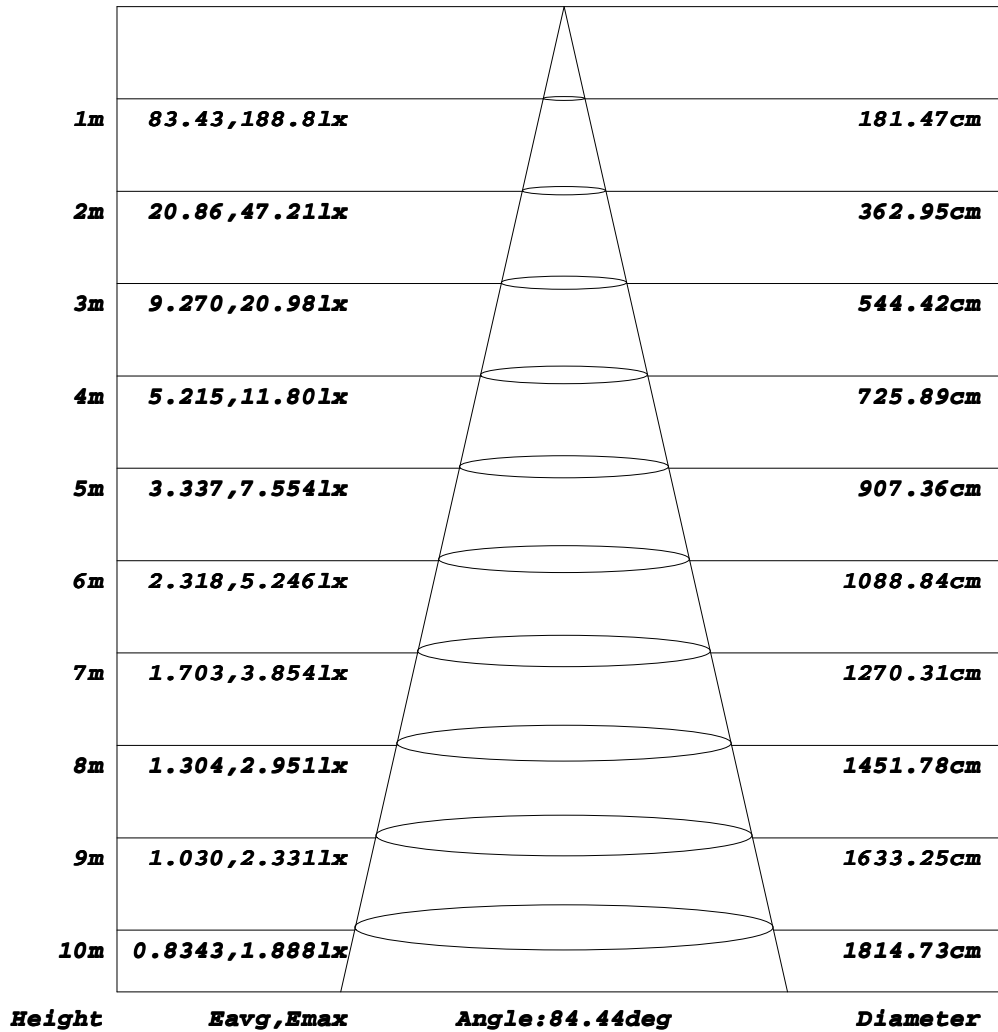 1m 83.43,188.8lx 181.47cm
2m 20.86,47.21lx 362.95cm
3m 9.270,20.98lx 544.42cm
4m 5.215,11.80lx 725.89cm
5m 3.337,7.554lx 907.36cm
6m 2.318,5.246lx 1088.84cm
7m 1.703,3.854lx 1270.31cm
8m 1.304,2.951lx 1451.78cm
9m 1.030,2.331lx 1633.25cm
10m 0.8343,1.888lx 1814.73cm
Height Eavg,Emax Angle:84.44deg Diameter